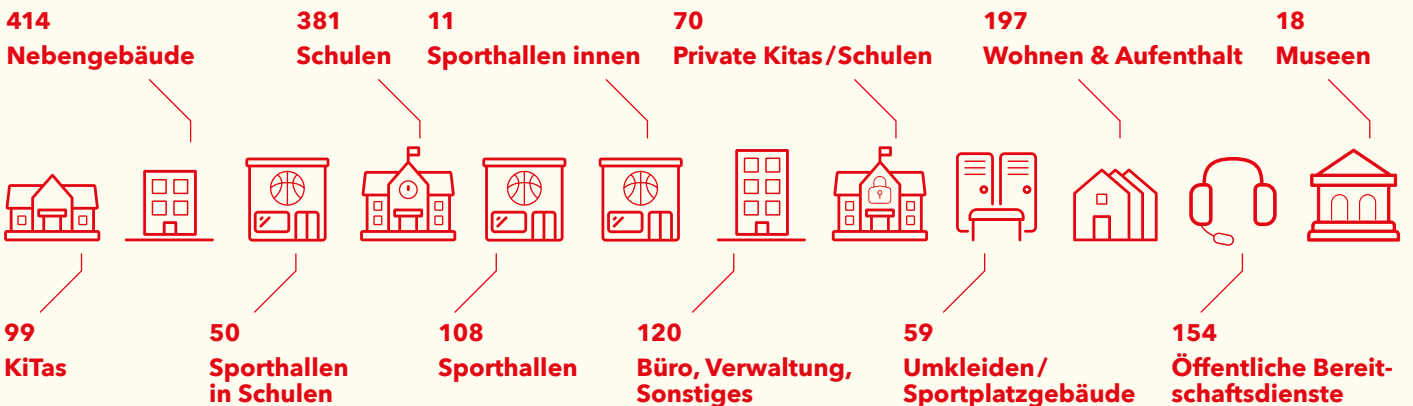 414
Nebengebäude
381
Schulen
11
Sporthallen innen
70
Private Kitas/Schulen
197
Wohnen & Aufenthalt
18
Museen
99
KiTas
50
Sporthallen
in Schulen
108
Sporthallen
120
Büro, Verwaltung,
Sonstiges
59
Umkleiden/
Sportplatzgebäude
154
Öffentliche Bereit-
schaftsdienste